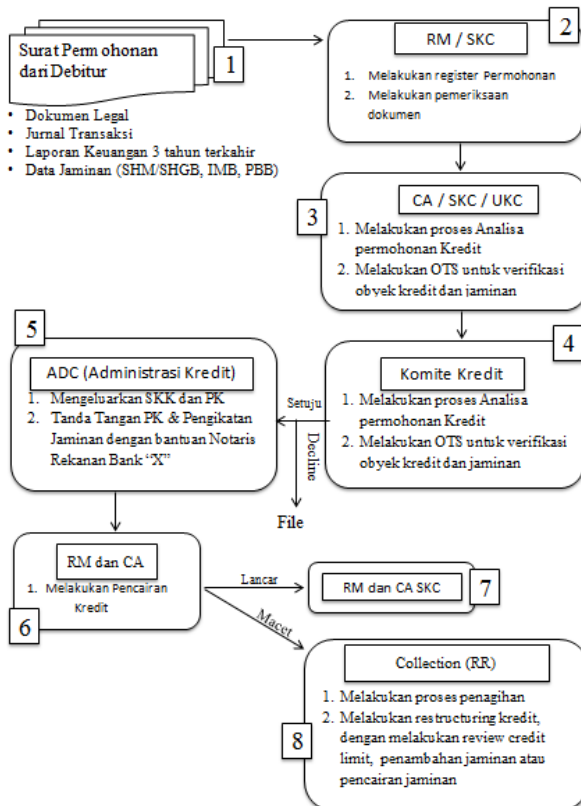 Surat Perm ohonan
dari Debitur
1
• Dokumen Legal
• Jurnal Transaksi
• Laporan Keuangan 3 tahun terkahir
• Data Jaminan (SHM/SHGB, IMB, PBB)
2
RM / SKC
1. Melakukan register Permohonan
2. Melakukan pemeriksaan
dokumen
3
CA / SKC / UKC
1. Melakukan proses Analisa
permohonan Kredit
2. Melakukan OTS untuk verifikasi
obyek kredit dan jaminan
4
Komite Kredit
1. Melakukan proses Analisa
permohonan Kredit
2. Melakukan OTS untuk verifikasi
obyek kredit dan jaminan
Setuju
Decline
File
5
ADC (Administrasi Kredit)
1. Mengeluarkan SKK dan PK
2. Tanda Tangan PK & Pengikatan
Jaminan dengan bantuan Notaris
Rekanan Bank “X”
RM dan CA
1. Melakukan Pencairan
Kredit
6
Lancar
Macet
RM dan CA SKC
7
Collection (RR)
1. Melakukan proses penagihan
2. Melakukan restructuring kredit,
dengan melakukan review credit
limit, penambahan jaminan atau
pencairan jaminan
8